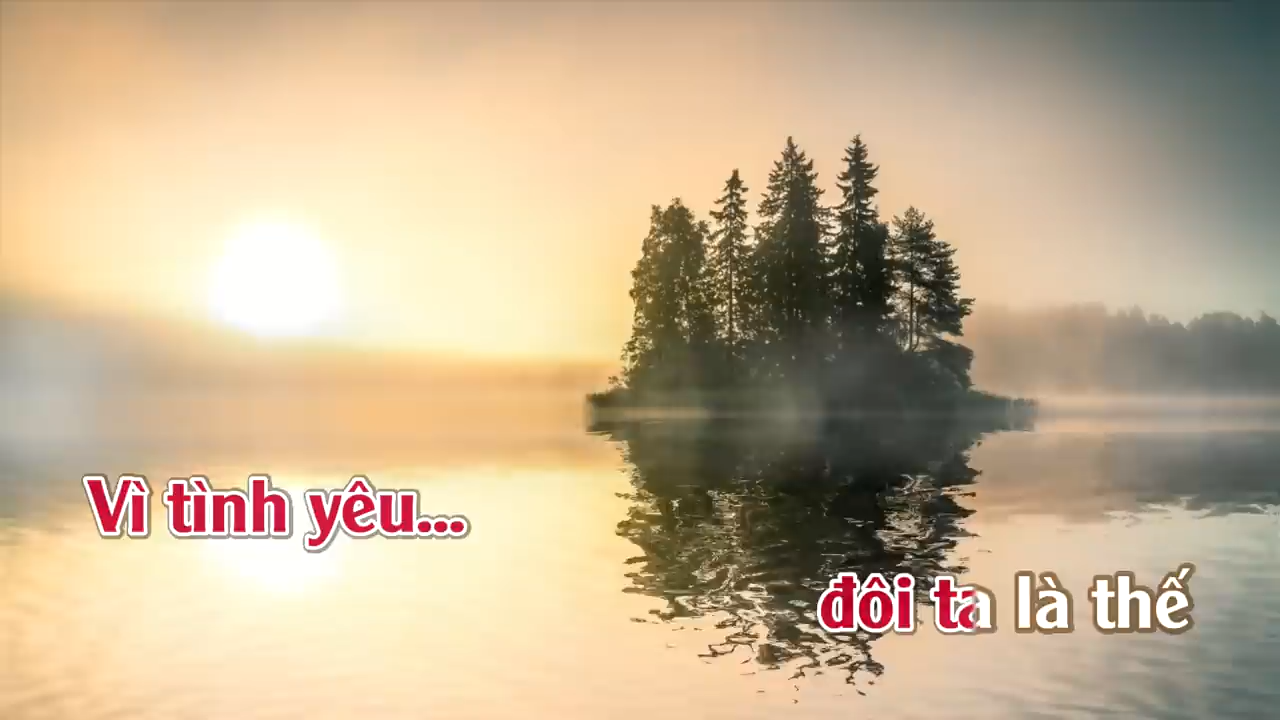 Vì tình yêu...
đôi ta là thế